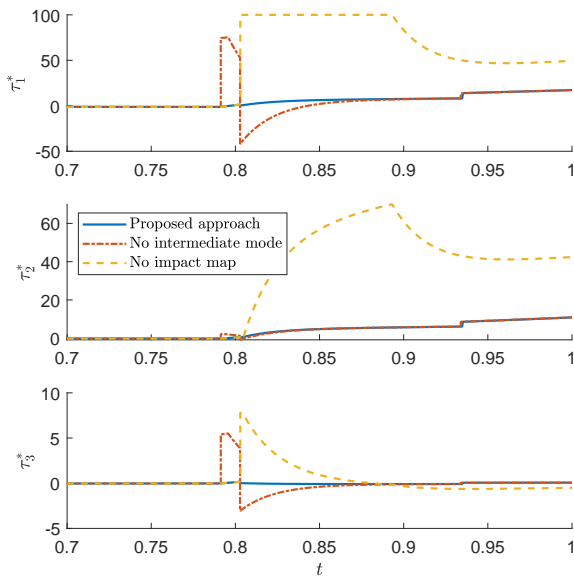 100
50
0
-50
τ₁*
0.7 0.75 0.8 0.85 0.9 0.95 1
60
40
20
0
τ₂*
Proposed approach
No intermediate mode
No impact map
0.7 0.75 0.8 0.85 0.9 0.95 1
10
5
0
-5
τ₃*
0.7 0.75 0.8 0.85 0.9 0.95 1
t